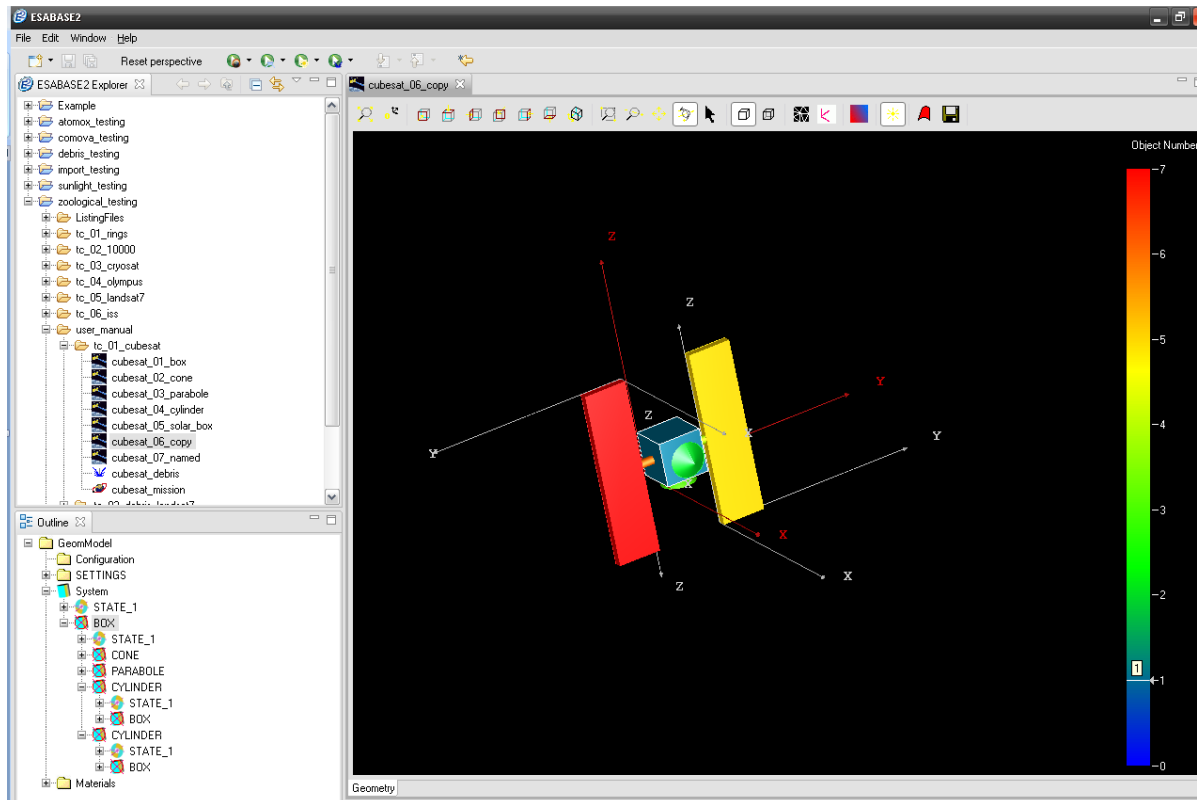 ESABASE2
File Edit Window Help
Reset perspective
ESABASE2 Explorer
Example
atomox_testing
comova_testing
debris_testing
import_testing
sunlight_testing
zoological_testing
ListingFiles
tc_01_rings
tc_02_10000
tc_03_cryosat
tc_04_olympus
tc_05_landsat7
tc_06_iss
user_manual
tc_01_cubesat
cubesat_01_box
cubesat_02_cone
cubesat_03_parabole
cubesat_04_cylinder
cubesat_05_solar_box
cubesat_06_copy
cubesat_07_named
cubesat_debris
cubesat_mission
Outline
GeomModel
Configuration
SETTINGS
System
STATE_1
BOX
STATE_1
CONE
PARABOLE
CYLINDER
STATE_1
BOX
CYLINDER
STATE_1
BOX
Materials
cubesat_06_copy
Object Number
7
6
5
4
3
2
1
1
0
Z
Z
Y
Z
Y
Y
X
X
X
Z
Geometry